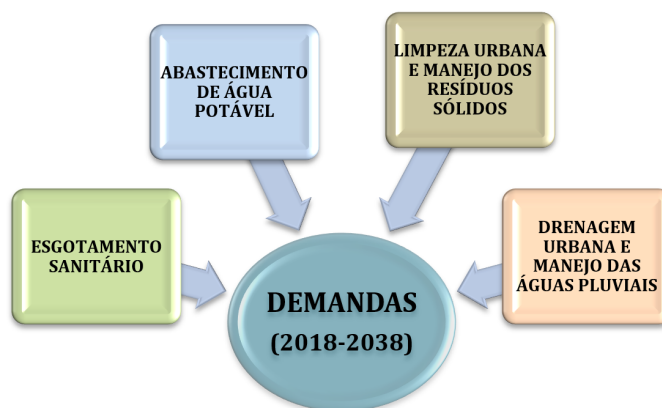 ABASTECIMENTO
DE ÁGUA
POTÁVEL
LIMPEZA URBANA
E MANEJO DOS
RESÍDUOS
SÓLIDOS
ESGOTAMENTO
SANITÁRIO
DRENAGEM
URBANA E
MANEJO DAS
ÁGUAS PLUVIAIS
DEMANDAS
(2018-2038)